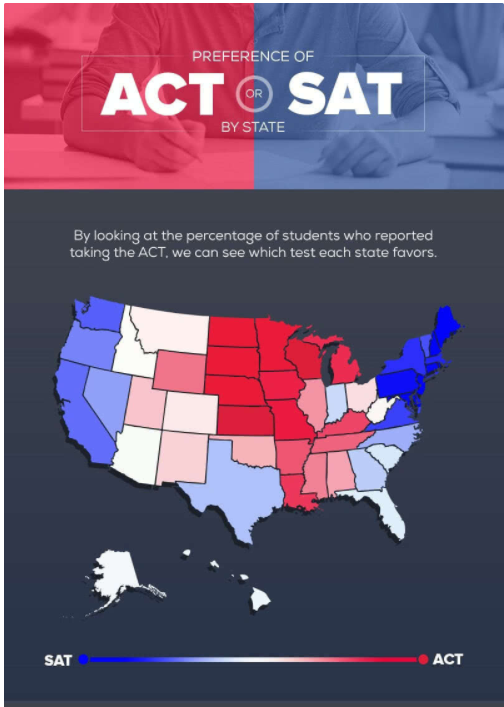 PREFERENCE OF
ACT OR SAT
BY STATE
By looking at the percentage of students who reported
taking the ACT, we can see which test each state favors.
SAT ACT